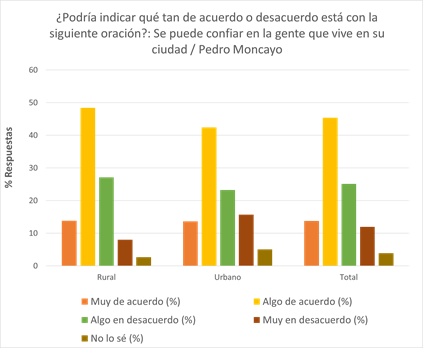 ¿Podría indicar qué tan de acuerdo o desacuerdo está con la
siguiente oración?: Se puede confiar en la gente que vive en su
ciudad / Pedro Moncayo
60
50
40
30
20
10
0
% Respuestas
Rural Urbano Total
Muy de acuerdo (%) Algo de acuerdo (%)
Algo en desacuerdo (%) Muy en desacuerdo (%)
No lo sé (%)